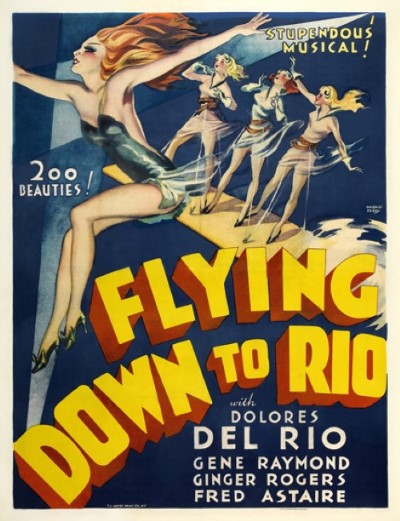 STUPENDOUS
MUSICAL!
200
BEAUTIES!
FLYING
DOWN TO RIO
with
DOLORES
DEL RIO
GENE RAYMOND
GINGER ROGERS
FRED ASTAIRE